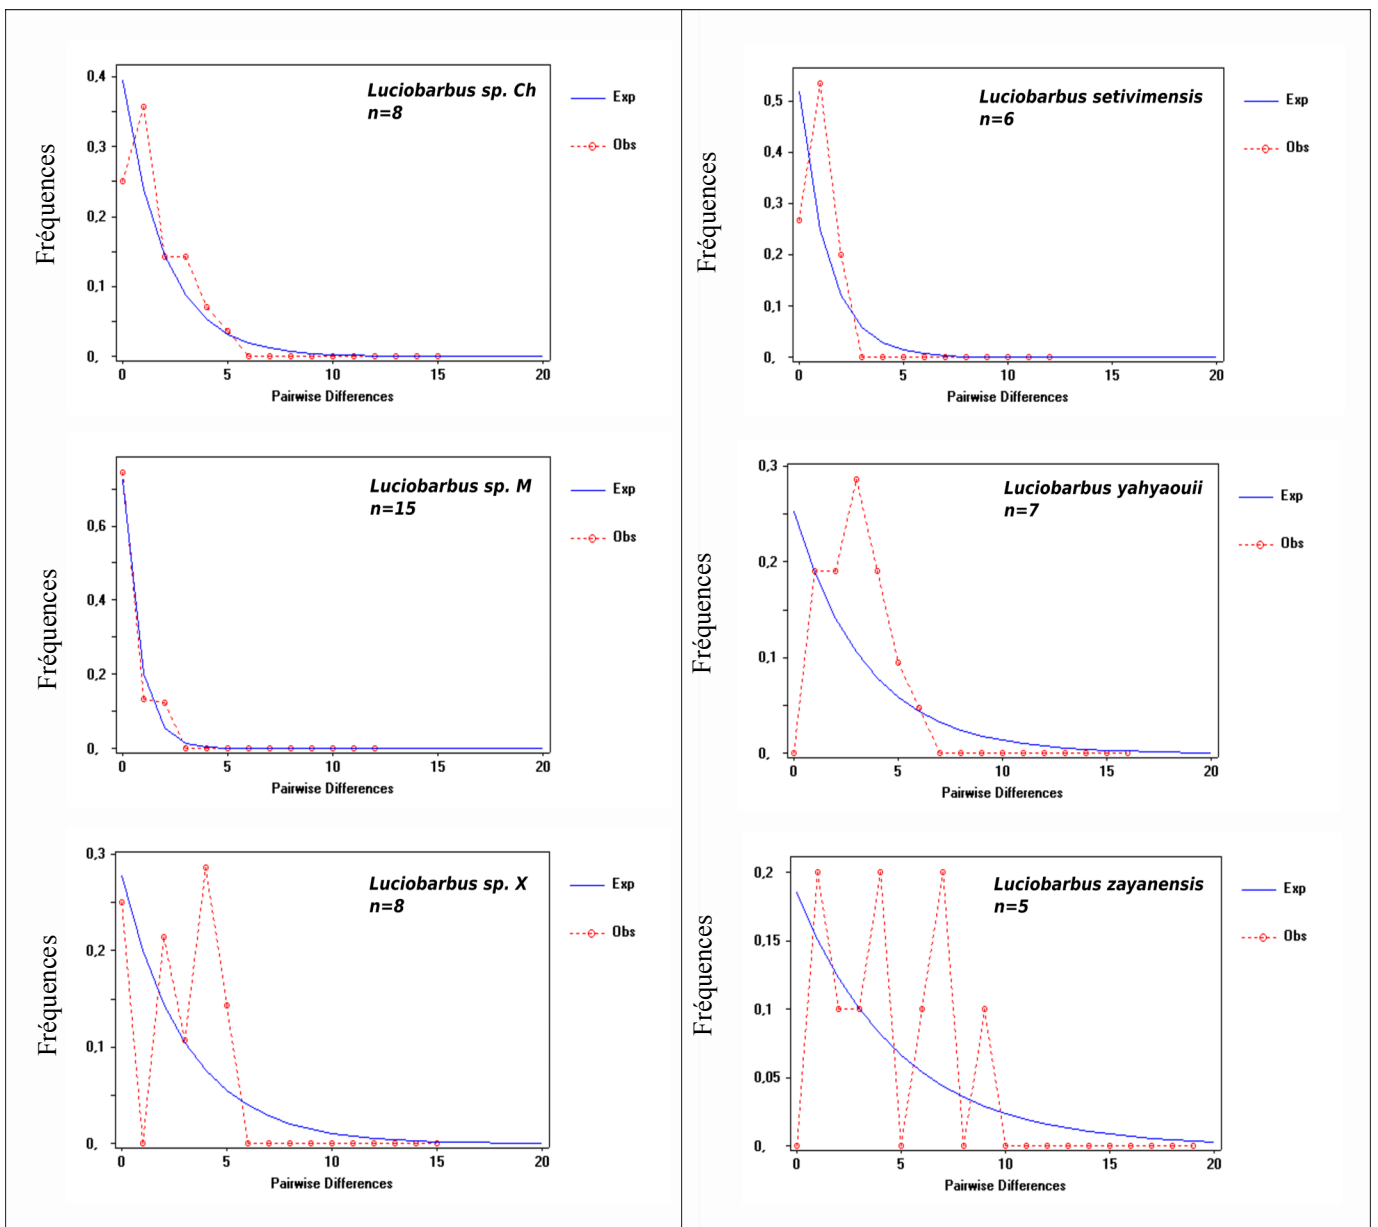 Luciobarbus sp. Ch
n=8
Exp
Obs
Fréquences
0,4
0,3
0,2
0,1
0,
0 5 10 15 20
Pairwise Differences
Luciobarbus setivimensis
n=6
Exp
Obs
Fréquences
0,5
0,4
0,3
0,2
0,1
0,
0 5 10 15 20
Pairwise Differences
Luciobarbus sp. M
n=15
Exp
Obs
Fréquences
0,6
0,4
0,2
0,
0 5 10 15 20
Pairwise Differences
Luciobarbus yahyaouii
n=7
Exp
Obs
Fréquences
0,3
0,2
0,1
0,
0 5 10 15 20
Pairwise Differences
Luciobarbus sp. X
n=8
Exp
Obs
Fréquences
0,3
0,2
0,1
0,
0 5 10 15 20
Pairwise Differences
Luciobarbus zayanensis
n=5
Exp
Obs
Fréquences
0,2
0,15
0,1
0,05
0,
0 5 10 15 20
Pairwise Differences